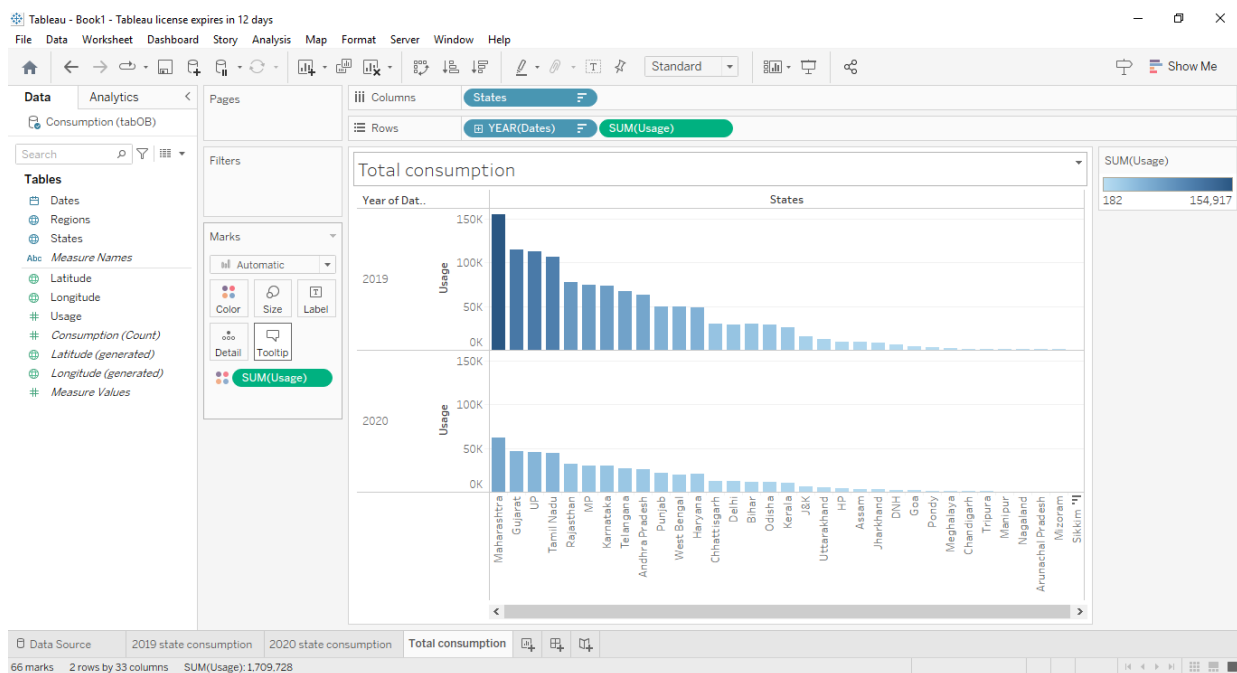 Tableau - Book1 - Tableau license expires in 12 days
File Data Worksheet Dashboard Story Analysis Map Format Server Window Help
Standard
Show Me
Data Analytics
Consumption (tabOB)
Search
Tables
Dates
Regions
States
Abc Measure Names
Latitude
Longitude
# Usage
# Consumption (Count)
Latitude (generated)
Longitude (generated)
# Measure Values
Pages
Filters
Marks
Automatic
Color Size Label
Detail Tooltip
SUM(Usage)
Columns States
Rows YEAR(Dates) SUM(Usage)
Total consumption
Year of Dat.. States
2019
Usage
150K
100K
50K
0K
2020
Usage
150K
100K
50K
0K
Maharashtra
Gujarat
UP
Tamil Nadu
Rajasthan
MP
Karnataka
Telangana
Andhra Pradesh
Punjab
West Bengal
Haryana
Chhattisgarh
Delhi
Bihar
Odisha
Kerala
J&K
Uttarakhand
HP
Assam
Jharkhand
DNH
Goa
Pondy
Meghalaya
Chandigarh
Tripura
Manipur
Nagaland
Arunachal Pradesh
Mizoram
Sikkim
SUM(Usage)
182 154,917
Data Source 2019 state consumption 2020 state consumption Total consumption
66 marks 2 rows by 33 columns SUM(Usage): 1,709,728